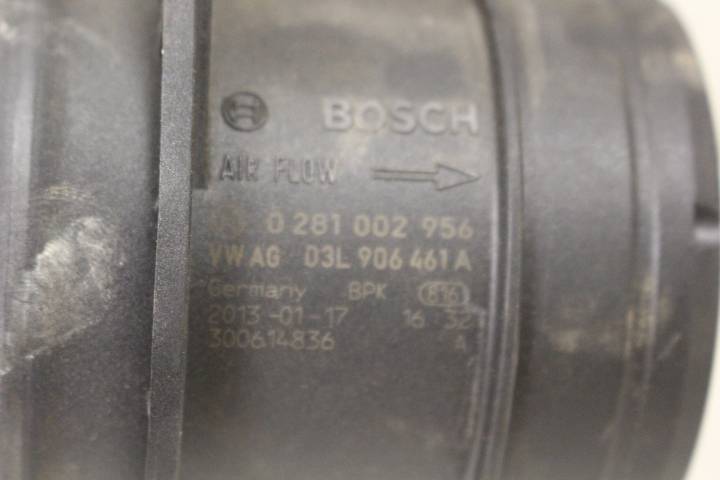 BOSCH
AIR FLOW
0 281 002 956
VW AG 03L 906 461 A
Germany BPK 816
2013-01-17 16 32
300614836 A